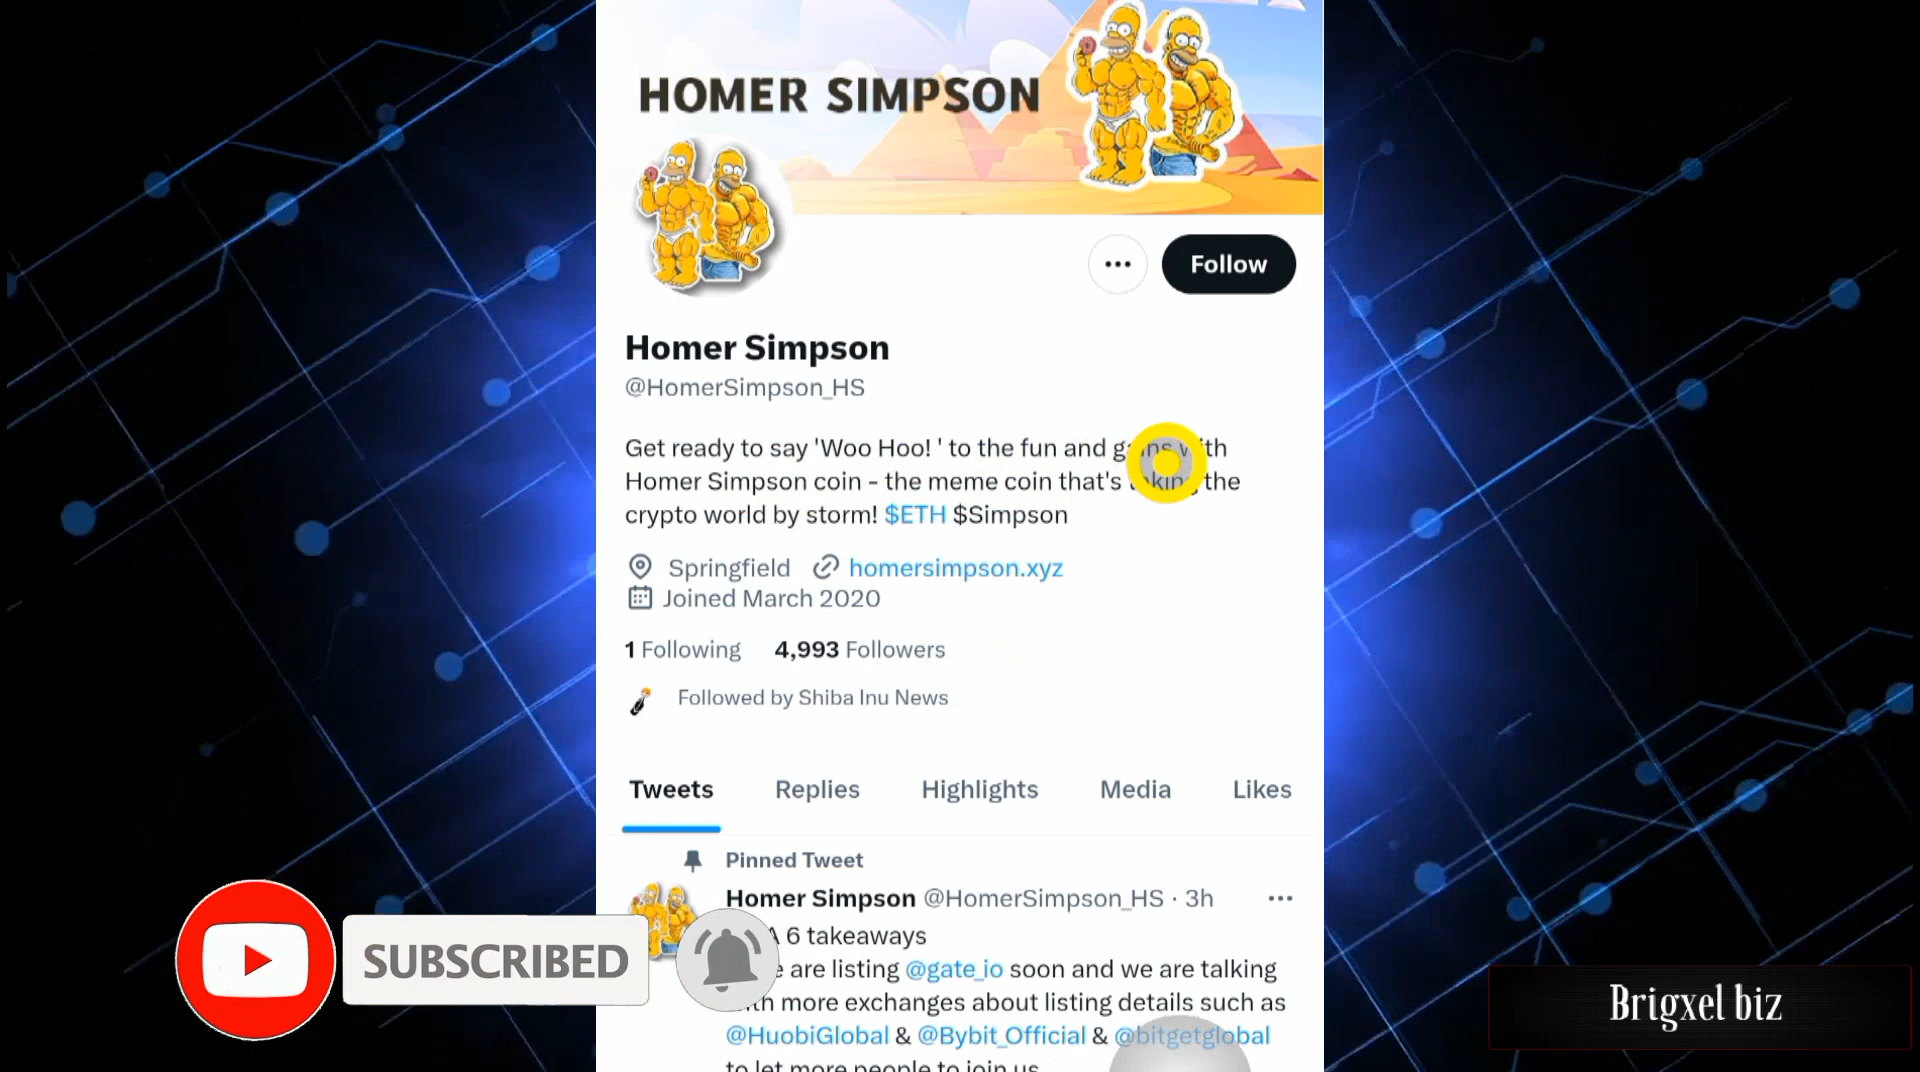 HOMER SIMPSON
Follow
Homer Simpson
@HomerSimpson_HS
Get ready to say 'Woo Hoo! ' to the fun and gains with
Homer Simpson coin - the meme coin that's taking the
crypto world by storm! $ETH $Simpson
Springfield homersimpson.xyz
Joined March 2020
1 Following 4,993 Followers
Followed by Shiba Inu News
Tweets Replies Highlights Media Likes
Pinned Tweet
Homer Simpson @HomerSimpson_HS · 3h
6 takeaways
are listing @gate_io soon and we are talking
with more exchanges about listing details such as
@HuobiGlobal & @Bybit_Official & @bitgetglobal
to let more people to join us
SUBSCRIBED
Brigxel biz